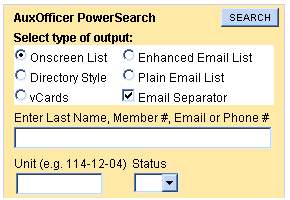 AuxOfficer PowerSearch SEARCH
Select type of output:
Onscreen List Enhanced Email List
Directory Style Plain Email List
vCards Email Separator
Enter Last Name, Member #, Email or Phone #
Unit (e.g. 114-12-04) Status